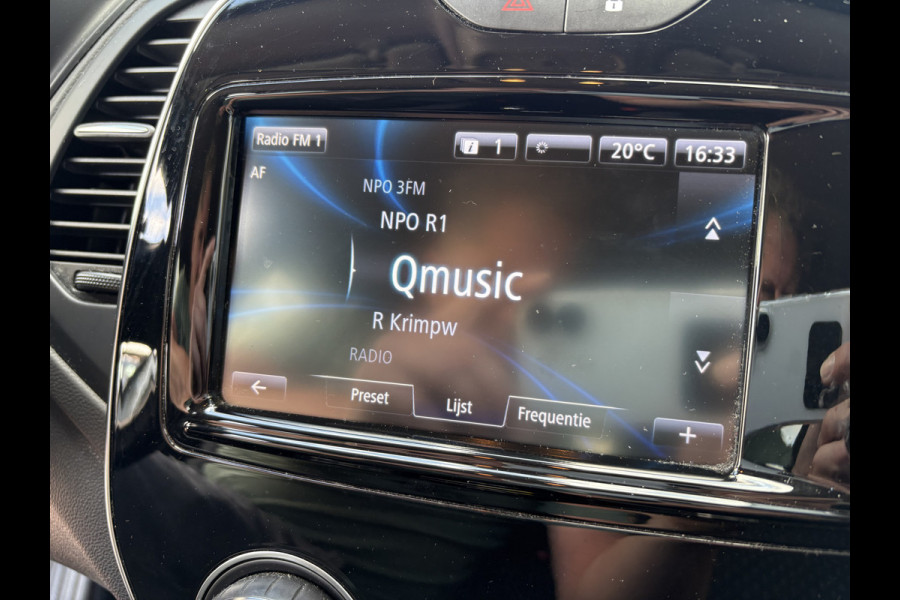 Radio FM 1
i 1
20°C
16:33
AF
NPO 3FM
NPO R1
Qmusic
R Krimpw
RADIO
Preset
Lijst
Frequentie
+